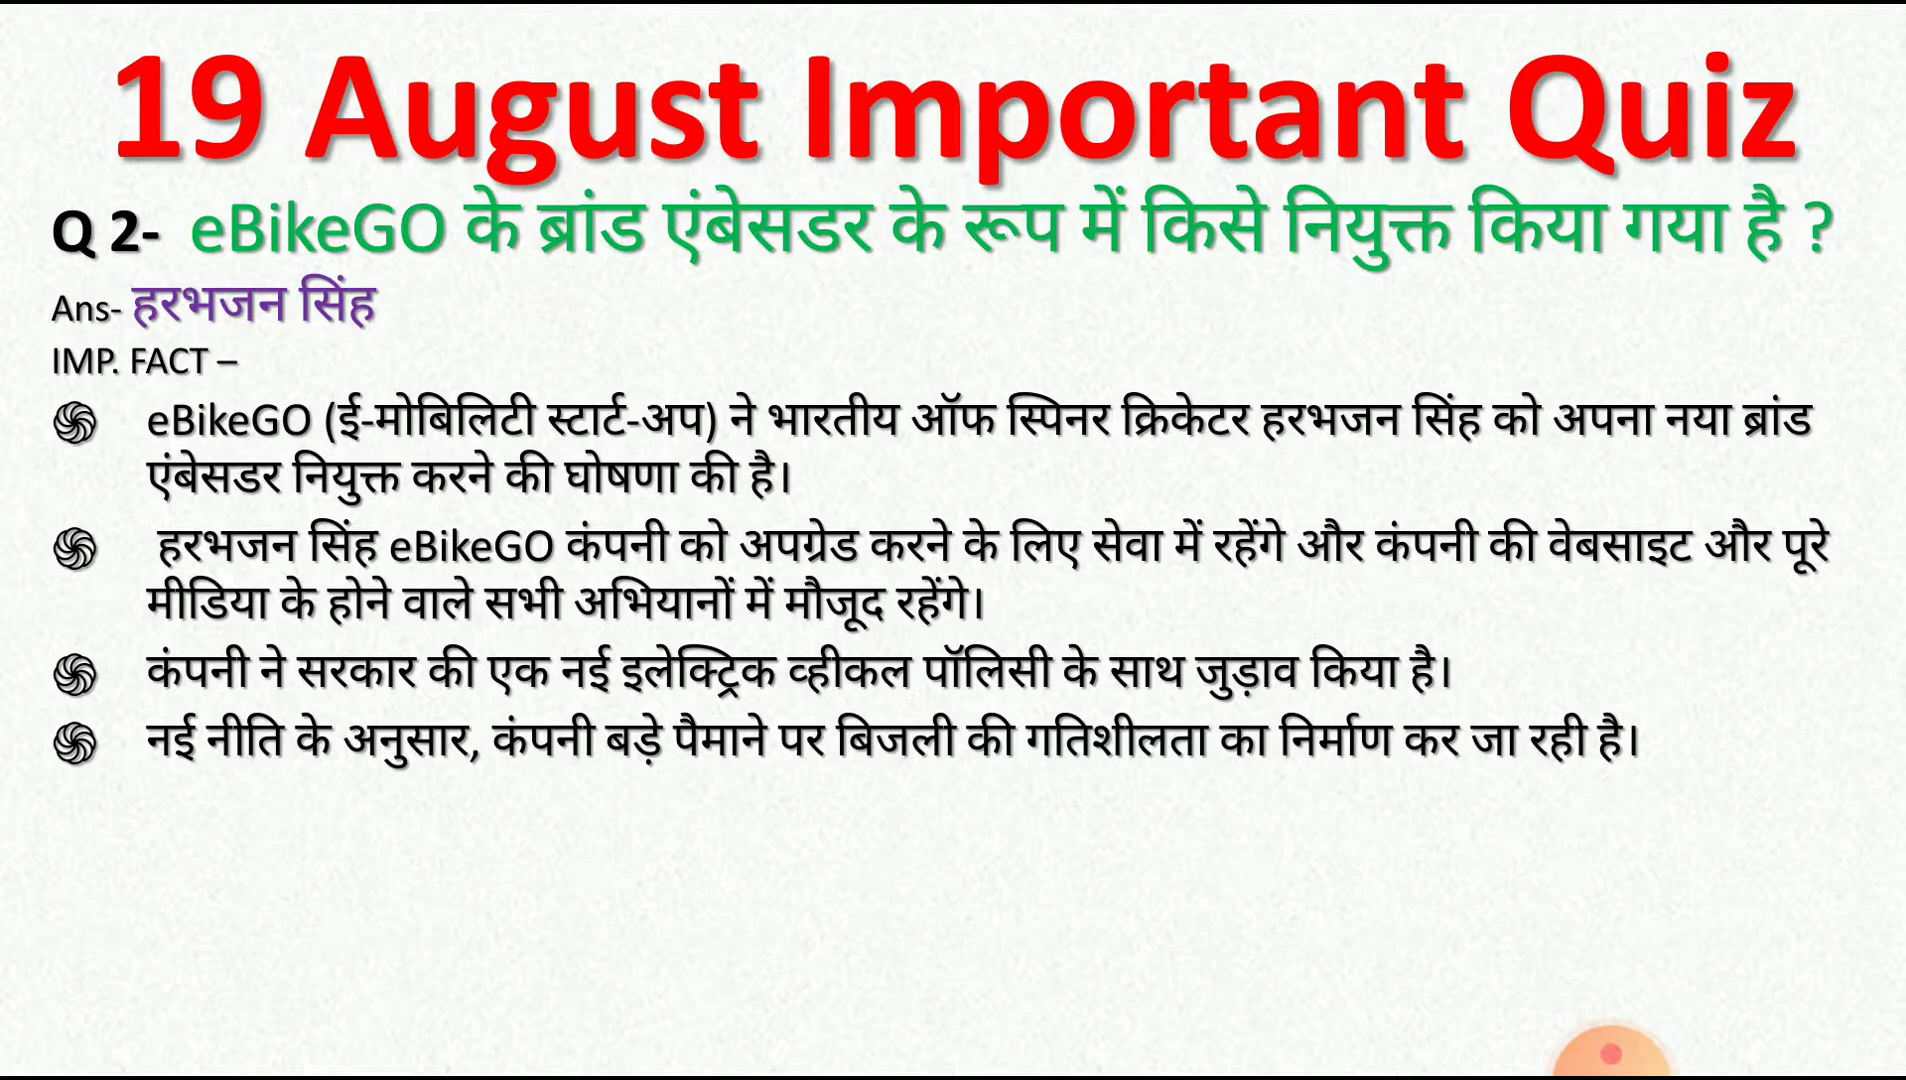 19 August Important Quiz
Q 2- eBikeGO के ब्रांड एंबेसडर के रूप में किसे नियुक्त किया गया है ?
Ans- हरभजन सिंह
IMP. FACT –
eBikeGO (ई-मोबिलिटी स्टार्ट-अप) ने भारतीय ऑफ स्पिनर क्रिकेटर हरभजन सिंह को अपना नया ब्रांड
एंबेसडर नियुक्त करने की घोषणा की है।
हरभजन सिंह eBikeGO कंपनी को अपग्रेड करने के लिए सेवा में रहेंगे और कंपनी की वेबसाइट और पूरे
मीडिया के होने वाले सभी अभियानों में मौजूद रहेंगे।
कंपनी ने सरकार की एक नई इलेक्ट्रिक व्हीकल पॉलिसी के साथ जुड़ाव किया है।
नई नीति के अनुसार, कंपनी बड़े पैमाने पर बिजली की गतिशीलता का निर्माण कर जा रही है।